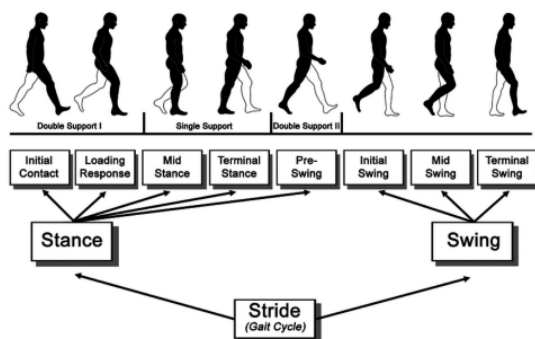 Double Support I
Single Support
Double Support II
Initial
Contact
Loading
Response
Mid
Stance
Terminal
Stance
Pre-
Swing
Initial
Swing
Mid
Swing
Terminal
Swing
Stance
Swing
Stride
(Gait Cycle)